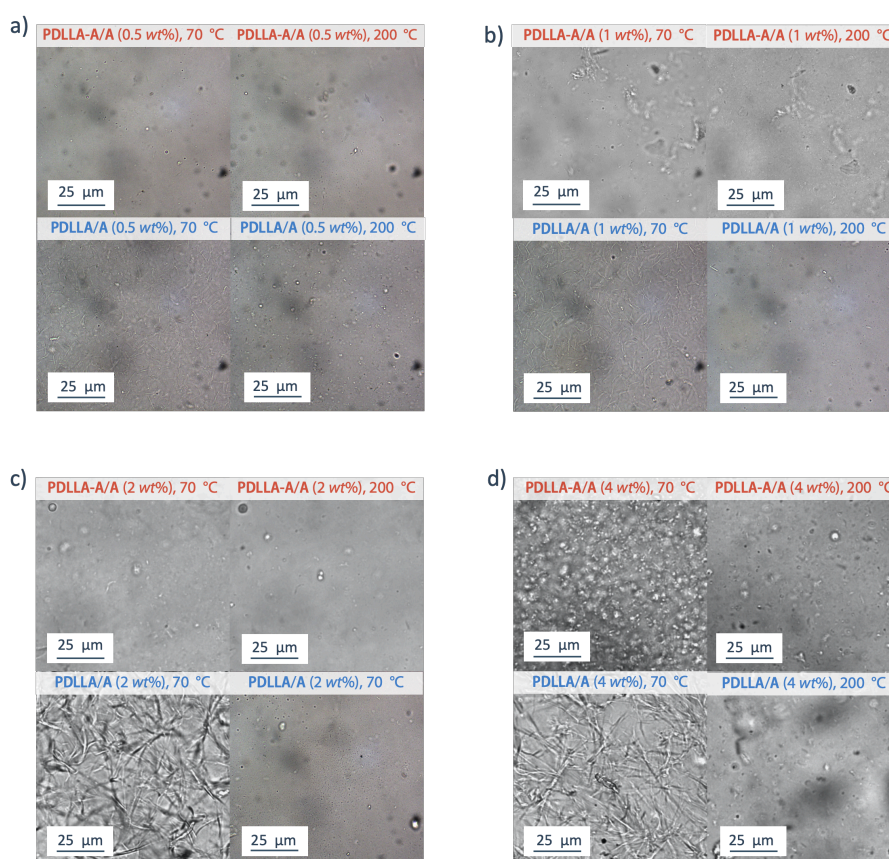 a)
PDLLA-A/A (0.5 wt%), 70 °C
PDLLA-A/A (0.5 wt%), 200 °C
25 µm
25 µm
PDLLA/A (0.5 wt%), 70 °C
PDLLA/A (0.5 wt%), 200 °C
25 µm
25 µm
b)
PDLLA-A/A (1 wt%), 70 °C
PDLLA-A/A (1 wt%), 200 °C
25 µm
25 µm
PDLLA/A (1 wt%), 70 °C
PDLLA/A (1 wt%), 200 °C
25 µm
25 µm
c)
PDLLA-A/A (2 wt%), 70 °C
PDLLA-A/A (2 wt%), 200 °C
25 µm
25 µm
PDLLA/A (2 wt%), 70 °C
PDLLA/A (2 wt%), 70 °C
25 µm
25 µm
d)
PDLLA-A/A (4 wt%), 70 °C
PDLLA-A/A (4 wt%), 200 °C
25 µm
25 µm
PDLLA/A (4 wt%), 70 °C
PDLLA/A (4 wt%), 200 °C
25 µm
25 µm